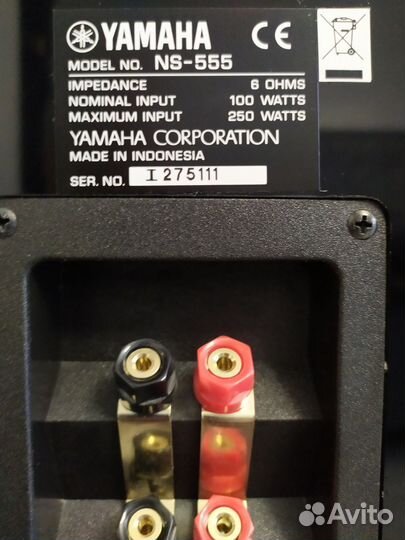 YAMAHA CE
MODEL NO. NS-555
IMPEDANCE 6 OHMS
NOMINAL INPUT 100 WATTS
MAXIMUM INPUT 250 WATTS
YAMAHA CORPORATION
MADE IN INDONESIA
SER. NO. I 275111
Avito